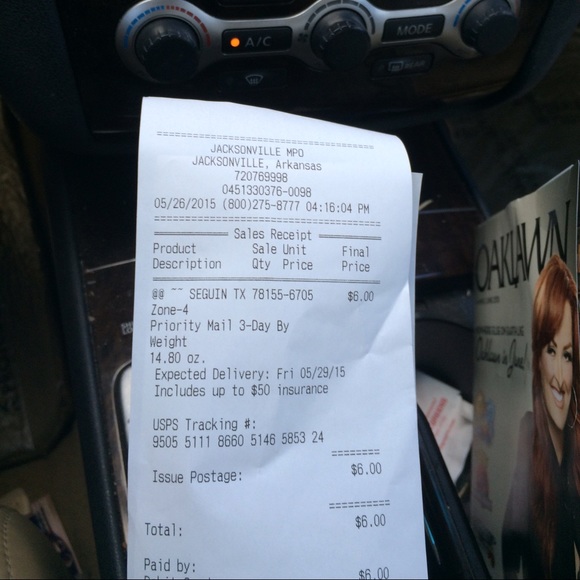 A/C
MODE
REAR
JACKSONVILLE MPO
JACKSONVILLE, Arkansas
720769998
0451330376-0098
05/26/2015 (800)275-8777 04:16:04 PM
Sales Receipt
Product Sale Unit Final
Description Qty Price Price
@@ ~~ SEGUIN TX 78155-6705 $6.00
Zone-4
Priority Mail 3-Day By
Weight
14.80 oz.
Expected Delivery: Fri 05/29/15
Includes up to $50 insurance
USPS Tracking #:
9505 5111 8660 5146 5853 24
========
Issue Postage: $6.00
==========
Total: $6.00
Paid by:
$6.00
OAKLAWN